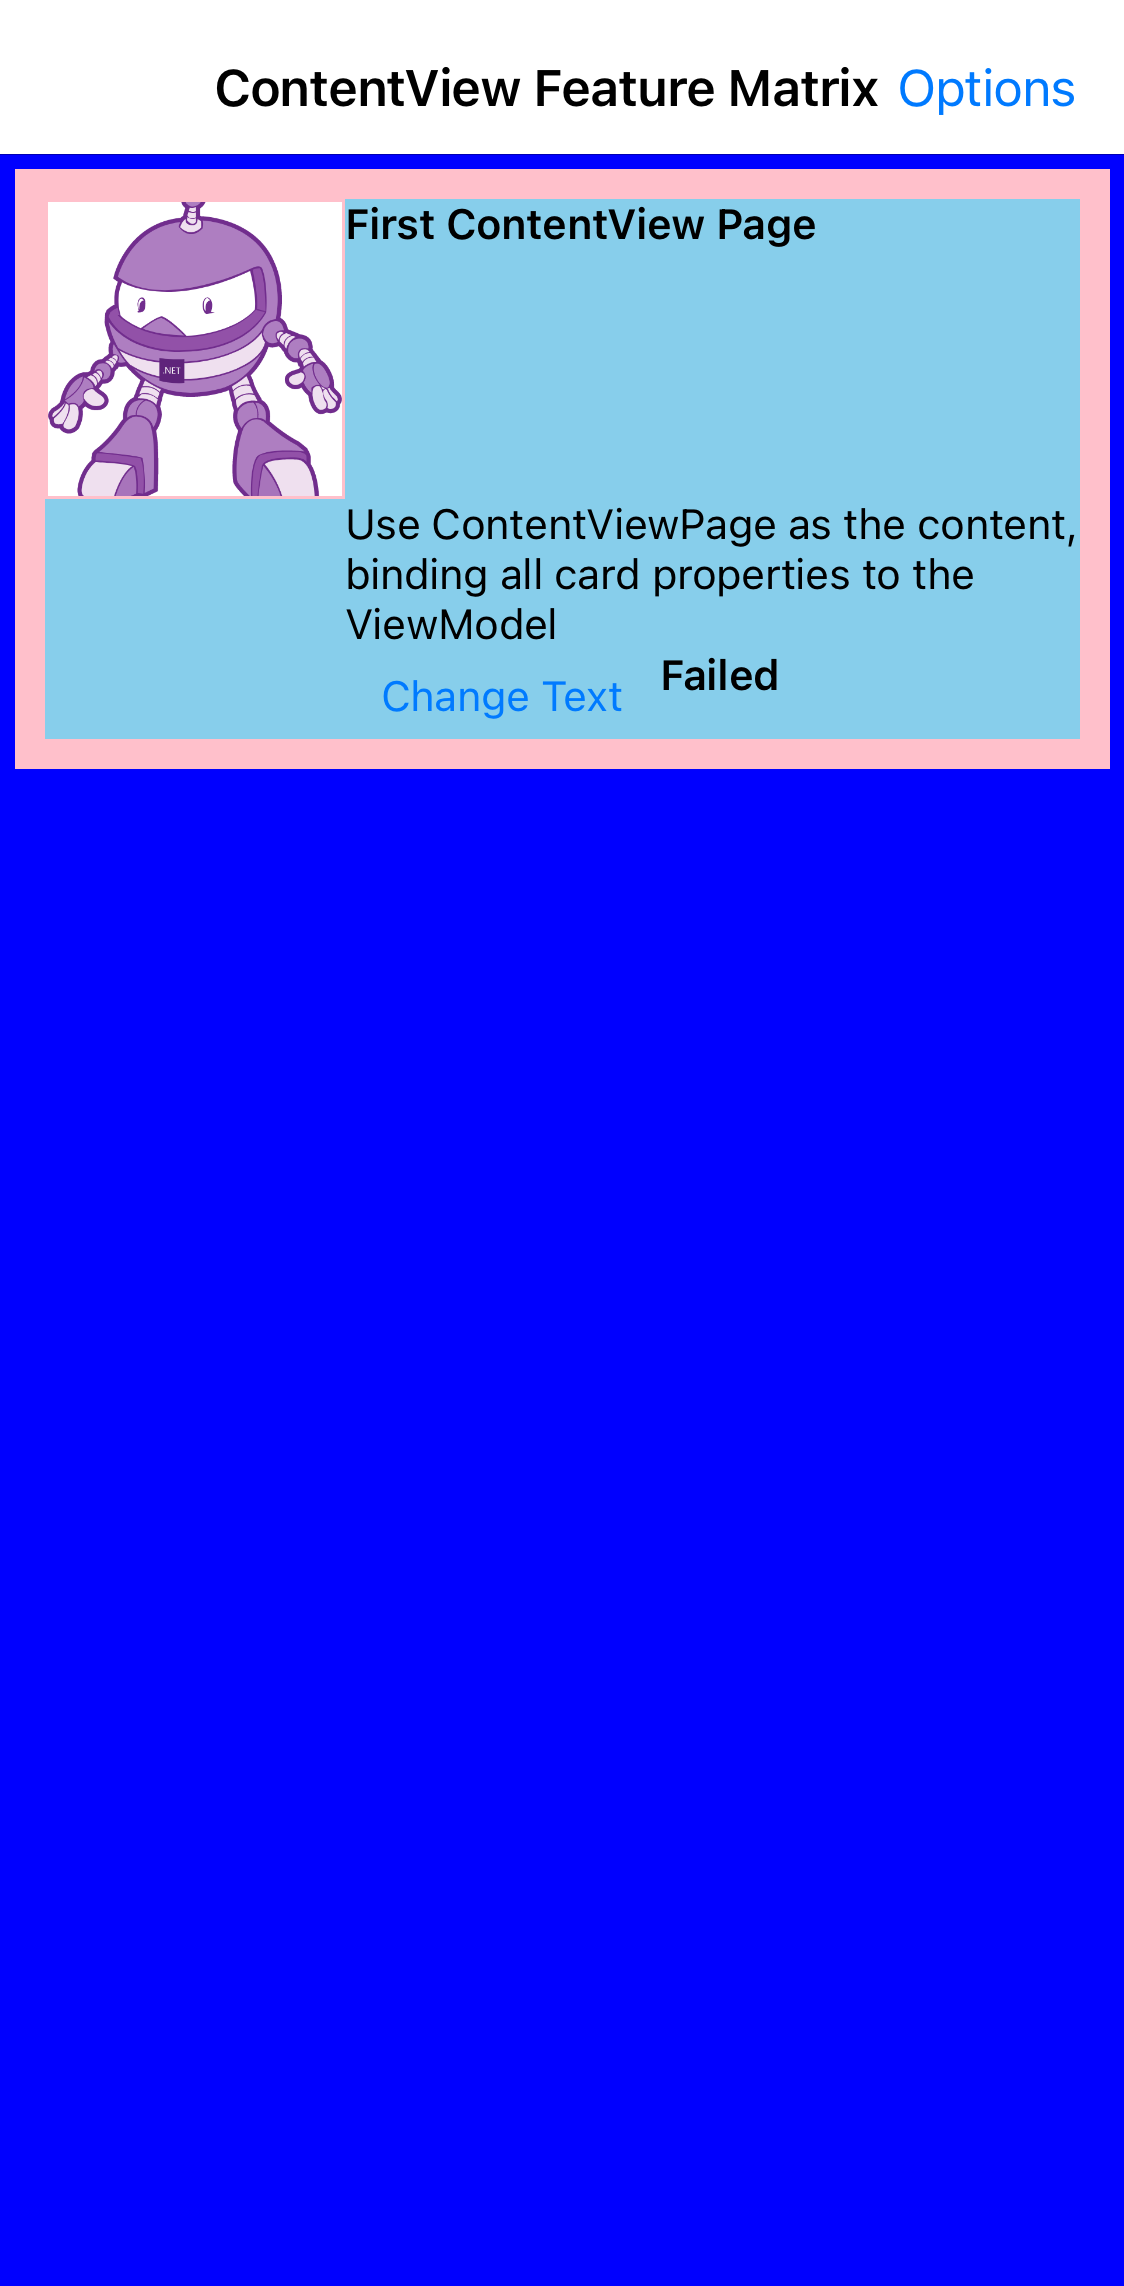 ContentView Feature Matrix Options
First ContentView Page
.NET
Use ContentViewPage as the content,
binding all card properties to the
ViewModel
Change Text Failed